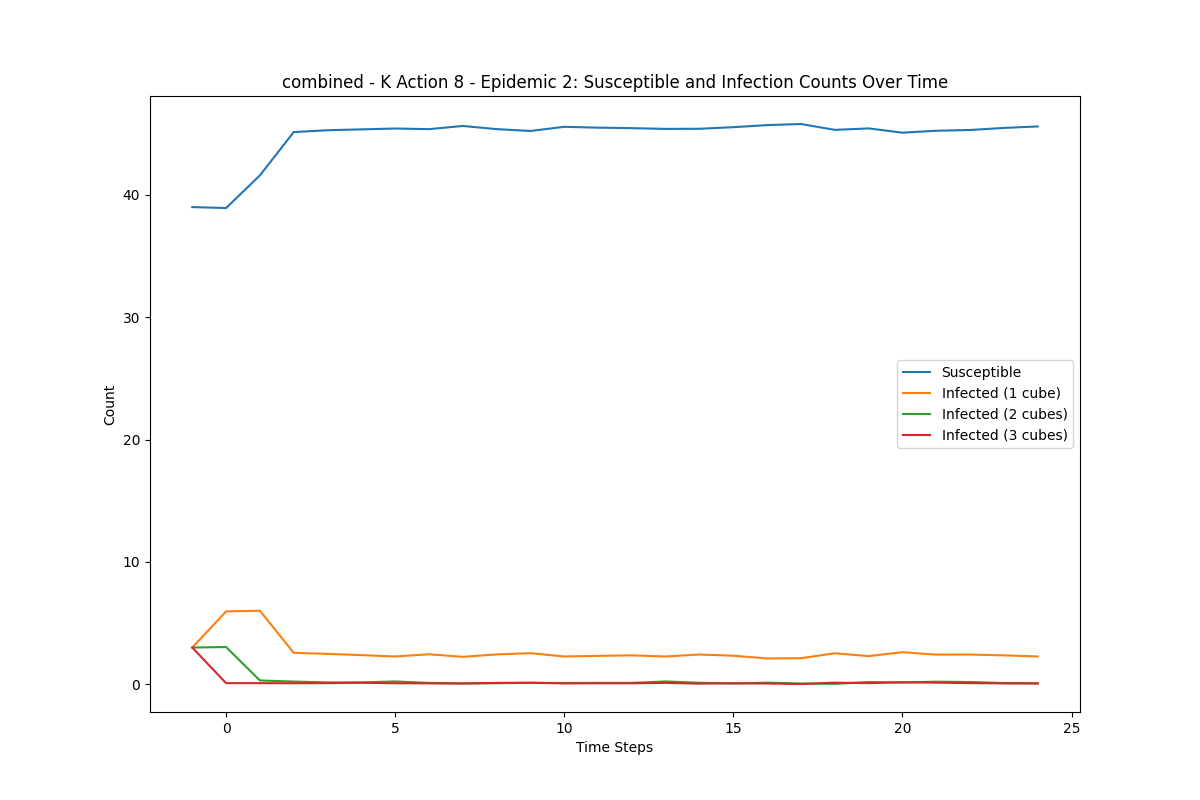 combined - K Action 8 - Epidemic 2: Susceptible and Infection Counts Over Time
Count
40
30
20
10
0
Susceptible
Infected (1 cube)
Infected (2 cubes)
Infected (3 cubes)
0 5 10 15 20 25
Time Steps